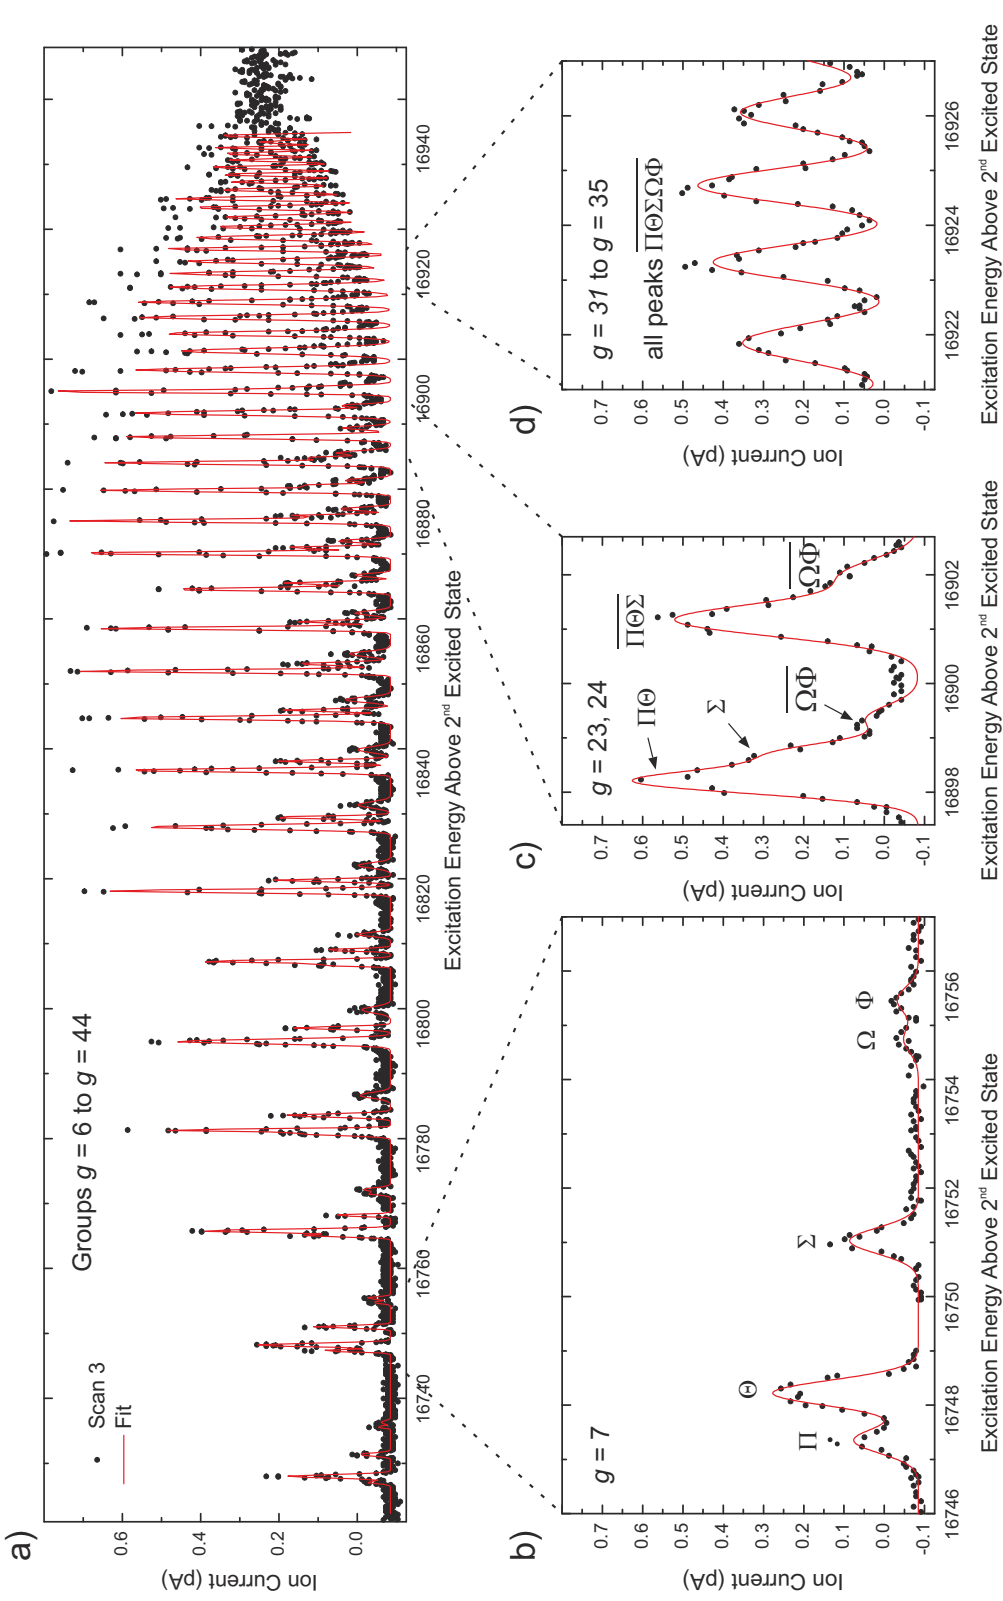 a)
Ion Current (pA)
0.6
0.4
0.2
0.0
Scan 3
Fit
Groups g = 6 to g = 44
16740
16760
16780
16800
16820
16840
16860
16880
16900
16920
16940
Excitation Energy Above 2nd Excited State
b)
Ion Current (pA)
0.7
0.6
0.5
0.4
0.3
0.2
0.1
0.0
-0.1
g = 7
Π
Θ
Σ
Ω
Φ
16746
16748
16750
16752
16754
16756
Excitation Energy Above 2nd Excited State
c)
Ion Current (pA)
0.7
0.6
0.5
0.4
0.3
0.2
0.1
0.0
-0.1
g = 23, 24
ΠΘ
Σ
ΩΦ
ΠΘΣ
ΩΦ
16898
16900
16902
Excitation Energy Above 2nd Excited State
d)
Ion Current (pA)
0.7
0.6
0.5
0.4
0.3
0.2
0.1
0.0
-0.1
g = 31 to g = 35
all peaks ΠΘΣΩΦ
16922
16924
16926
Excitation Energy Above 2nd Excited State